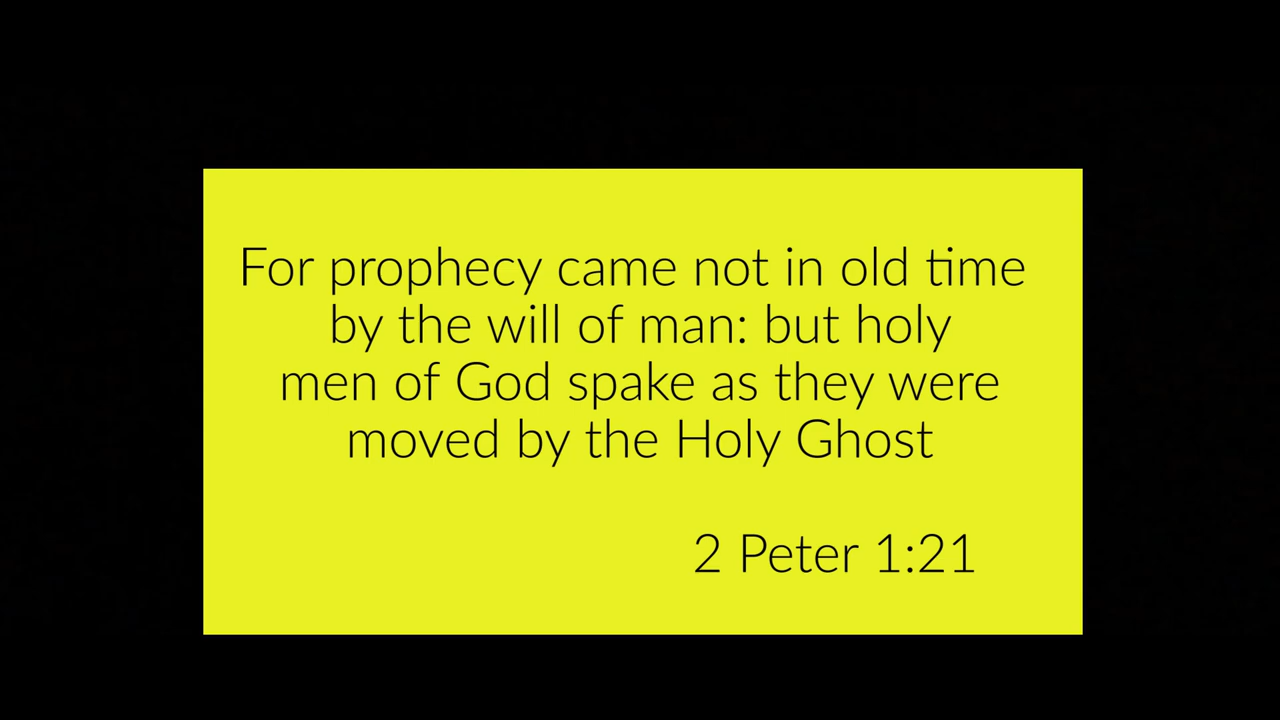 For prophecy came not in old time
by the will of man: but holy
men of God spake as they were
moved by the Holy Ghost
2 Peter 1:21